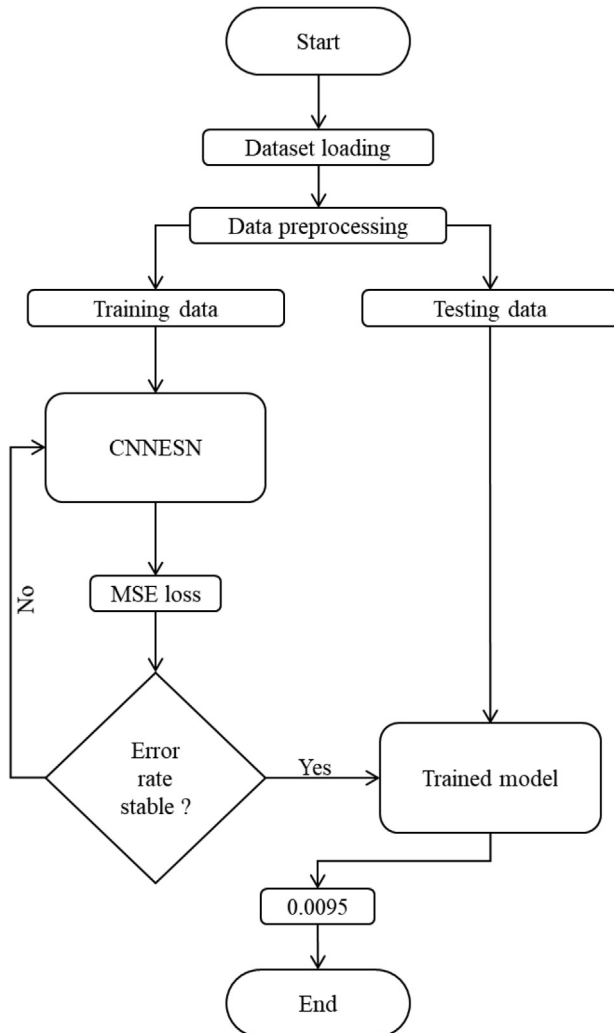 Start
Dataset loading
Data preprocessing
Training data
Testing data
CNNESN
MSE loss
No
Error
rate
stable ?
Yes
Trained model
0.0095
End